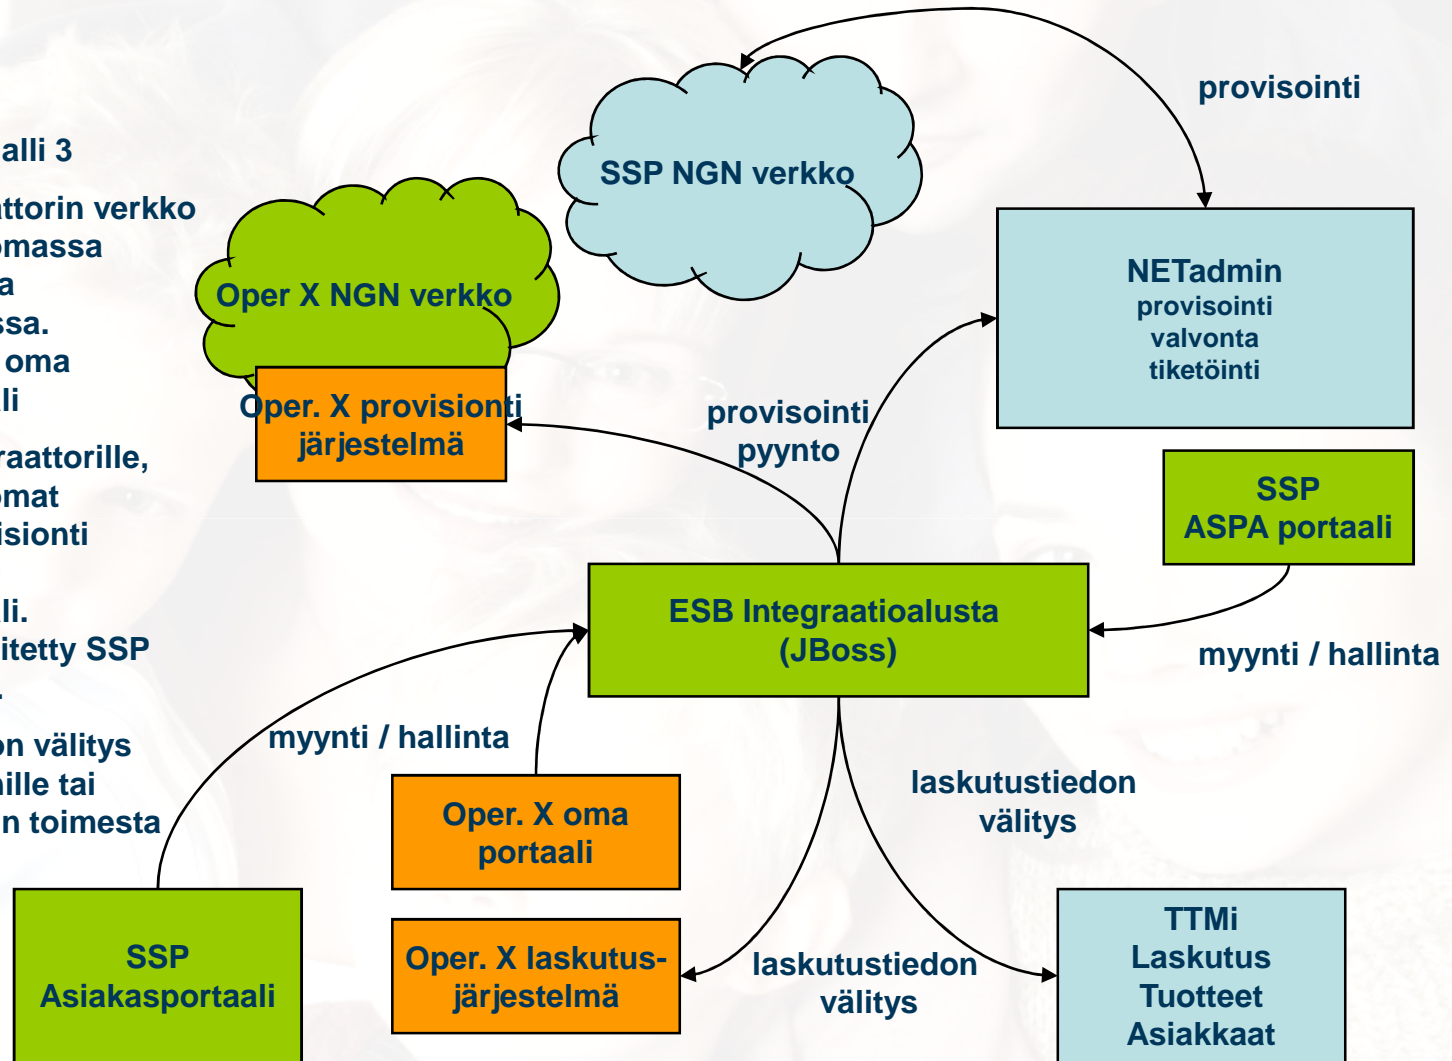 alli 3
attorin verkko
omassa
a
ssa.
oma
li
raattorille,
omat
isionti
li.
itetty SSP
.
on välitys
nille tai
n toimesta
provisointi
SSP NGN verkko
Oper X NGN verkko
NETadmin
provisointi
valvonta
tiketöinti
Oper. X provisionti
järjestelmä
provisointi
pyynto
SSP
ASPA portaali
ESB Integraatioalusta
(JBoss)
myynti / hallinta
myynti / hallinta
Oper. X oma
portaali
laskutustiedon
välitys
SSP
Asiakasportaali
Oper. X laskutus-
järjestelmä
laskutustiedon
välitys
TTMi
Laskutus
Tuotteet
Asiakkaat